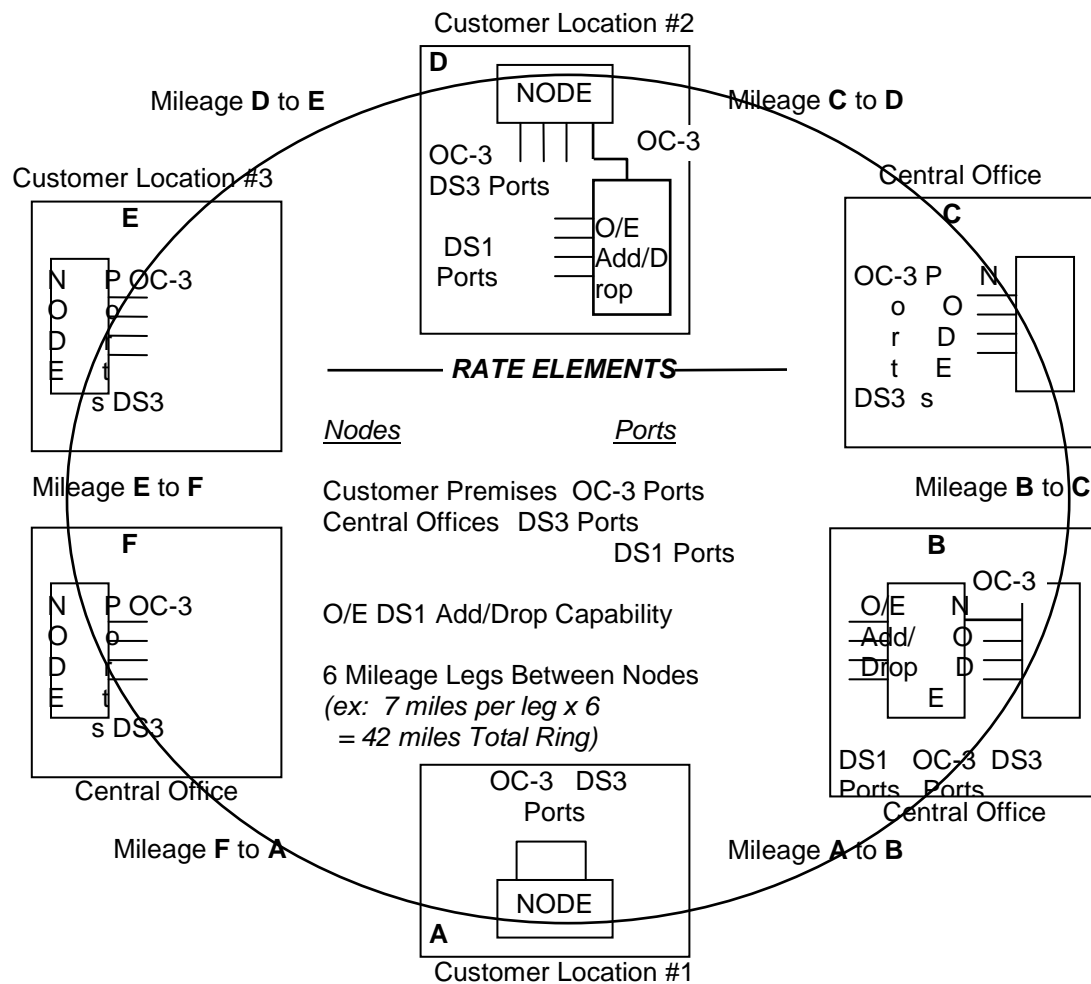 Customer Location #2
D
NODE
Mileage D to E
Mileage C to D
OC-3
OC-3
DS3 Ports
Customer Location #3
Central Office
E
C
O/E
Add/D
rop
DS1
Ports
N P OC-3
O o
D r
E t
s DS3
OC-3 P N
o O
r D
t E
DS3 s
RATE ELEMENTS
Nodes Ports
Mileage E to F
Mileage B to C
Customer Premises OC-3 Ports
Central Offices DS3 Ports
DS1 Ports
F
B
OC-3
N P OC-3
O o
D r
E t
s DS3
O/E N
Add/ O
Drop D
E
O/E DS1 Add/Drop Capability
6 Mileage Legs Between Nodes
(ex: 7 miles per leg x 6
= 42 miles Total Ring)
DS1 OC-3 DS3
Ports Ports
Central Office
Central Office
OC-3 DS3
Ports
Mileage F to A
Mileage A to B
NODE
A
Customer Location #1